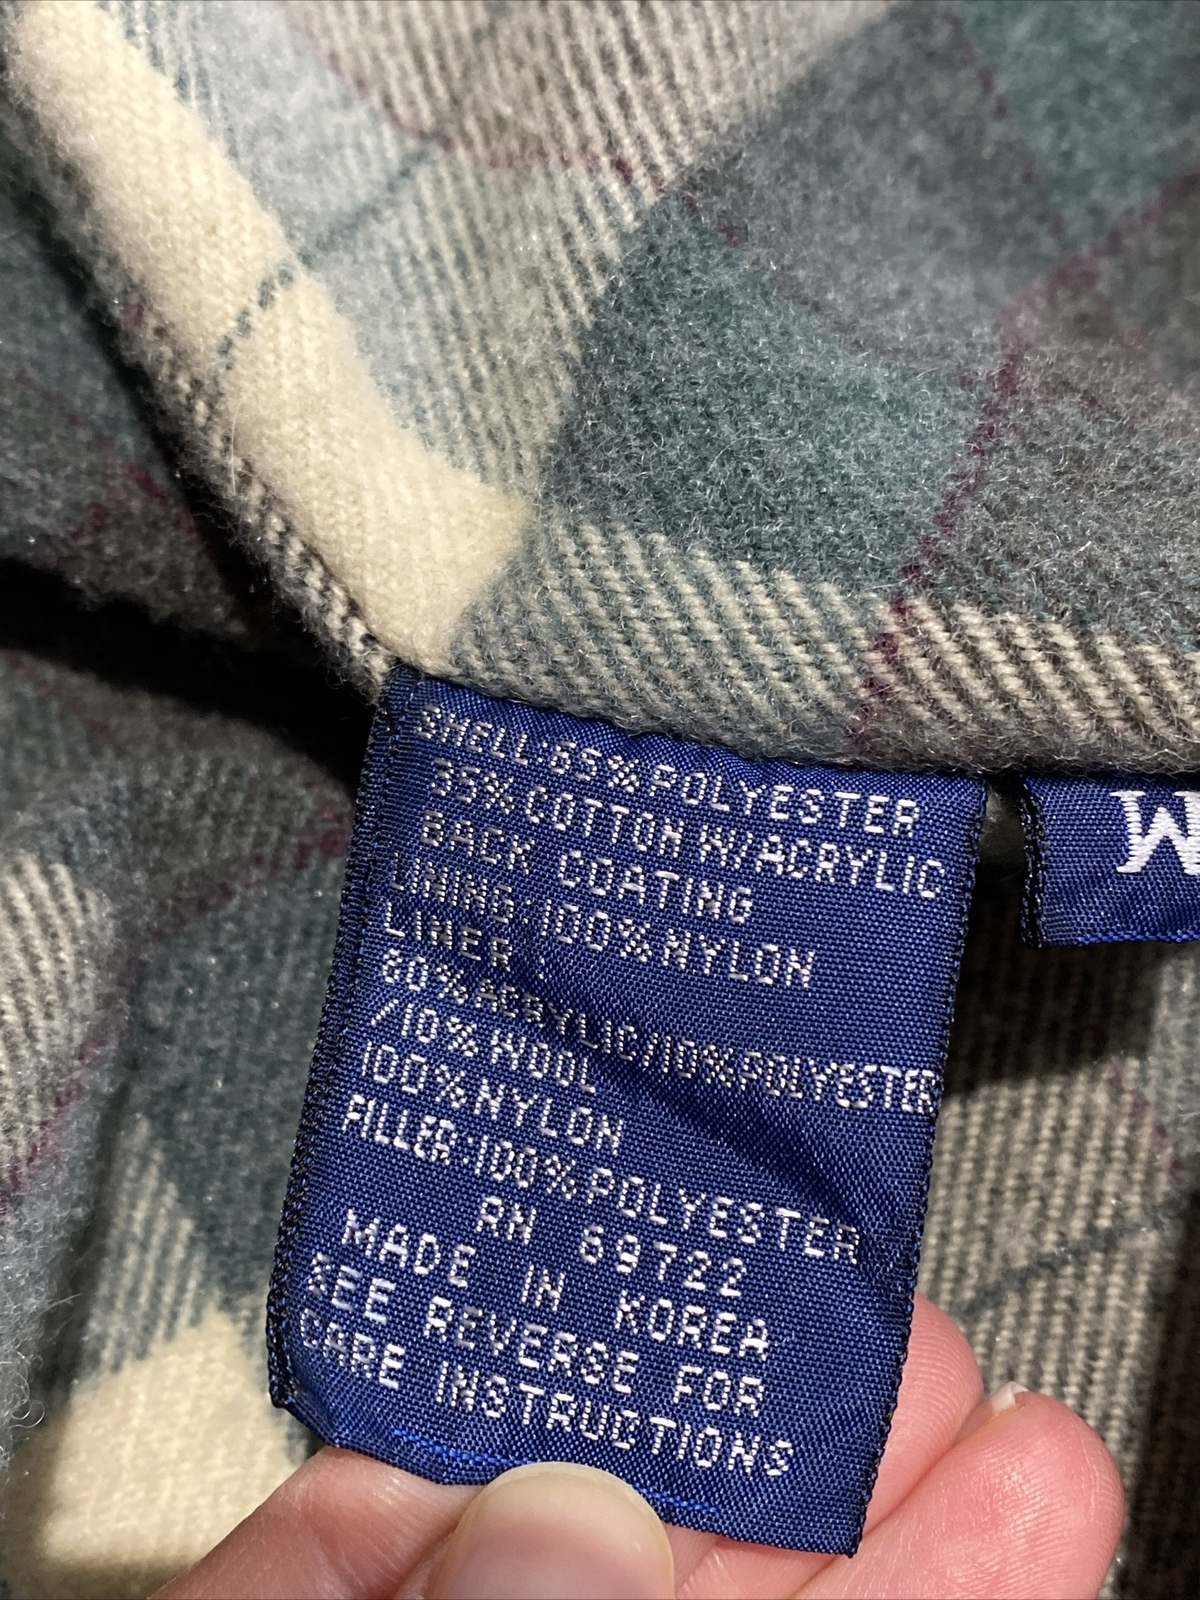 SHELL:65%POLYESTER
35%COTTON W/ACRYLIC
BACK COATING
LINING:100%NYLON
LINER:
80%ACRYLIC/10%POLYESTER
/10%WOOL
100%NYLON
FILLER:100%POLYESTER
RN 69722
MADE IN KOREA
SEE REVERSE FOR
CARE INSTRUCTIONS
M